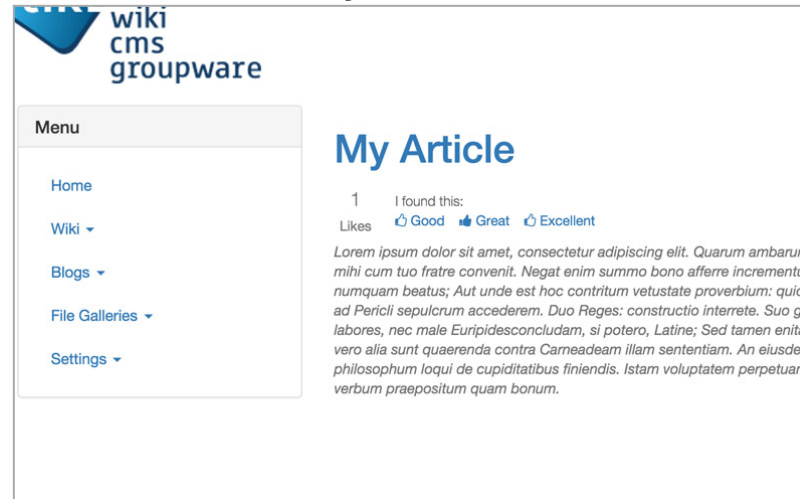 wiki
cms
groupware
Menu
Home
Wiki
Blogs
File Galleries
Settings
My Article
1
Likes
I found this:
Good Great Excellent
Lorem ipsum dolor sit amet, consectetur adipiscing elit. Quarum ambarum
mihi cum tuo fratre convenit. Negat enim summo bono afferre incrementu
numquam beatus; Aut unde est hoc contritum vetustate proverbium: quic
ad Pericli sepulcrum accederem. Duo Reges: constructio interrete. Suo g
labores, nec male Euripidesconcludam, si potero, Latine; Sed tamen enita
vero alia sunt quaerenda contra Carneadeam illam sententiam. An eiusde
philosophum loqui de cupiditatibus finiendis. Istam voluptatem perpetuan
verbum praepositum quam bonum.